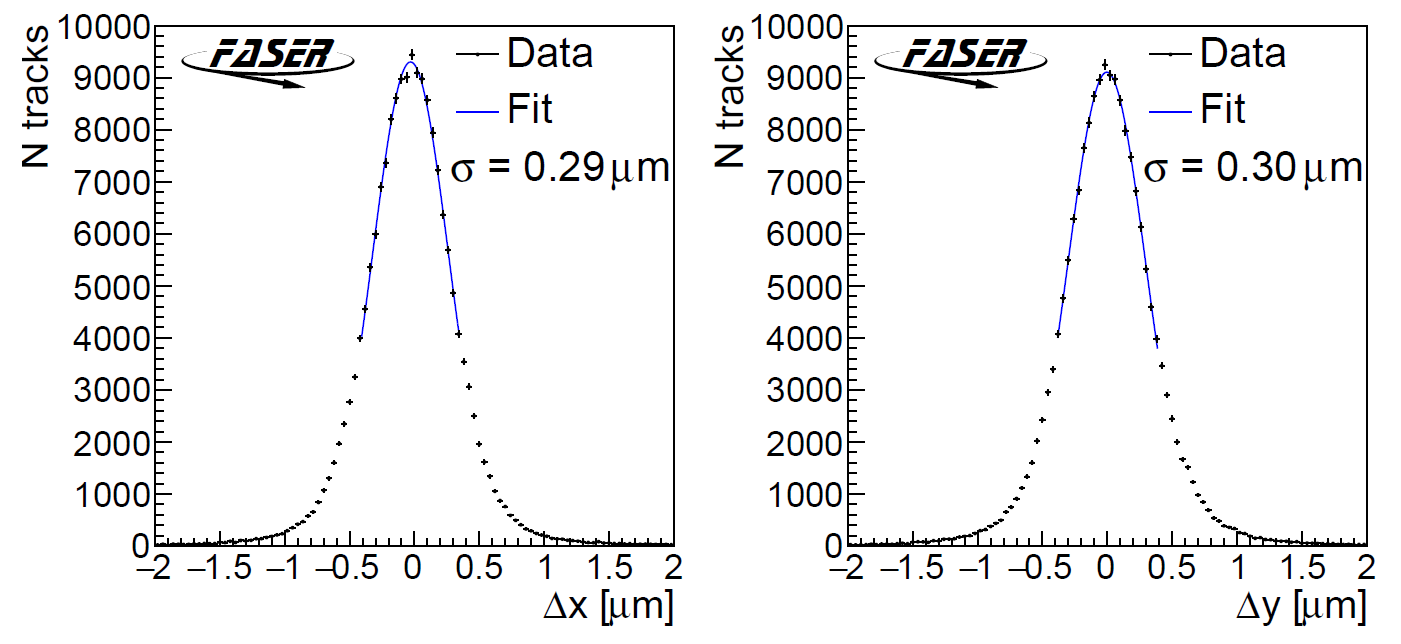 FASER
Data
Fit
σ = 0.29 μm
N tracks
10000
9000
8000
7000
6000
5000
4000
3000
2000
1000
0
−2 −1.5 −1 −0.5 0 0.5 1 1.5 2
Δx [μm]
FASER
Data
Fit
σ = 0.30 μm
N tracks
10000
9000
8000
7000
6000
5000
4000
3000
2000
1000
0
−2 −1.5 −1 −0.5 0 0.5 1 1.5 2
Δy [μm]